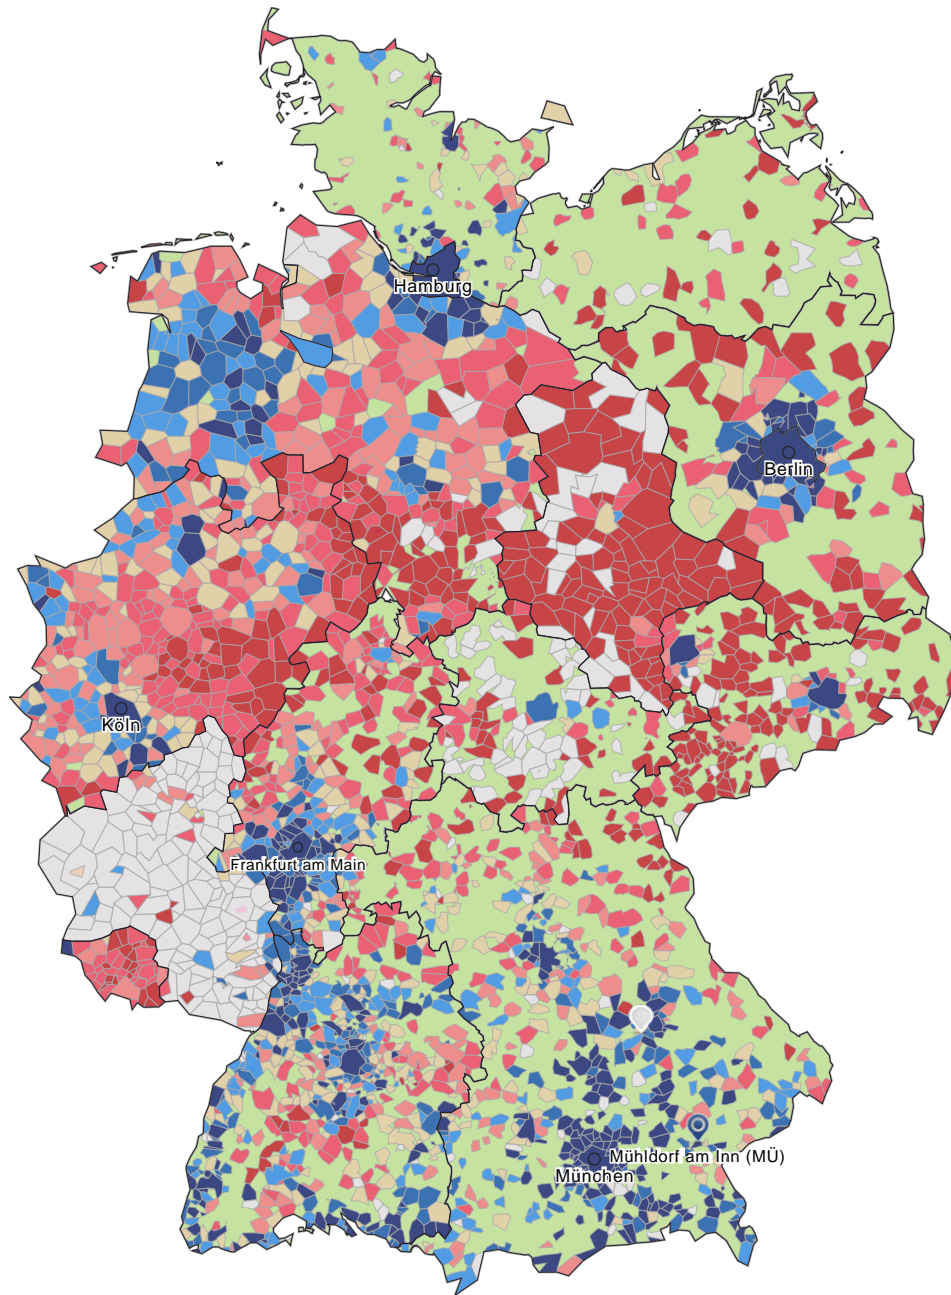 Hamburg
Berlin
Köln
Frankfurt am Main
Mühldorf am Inn (MÜ)
München